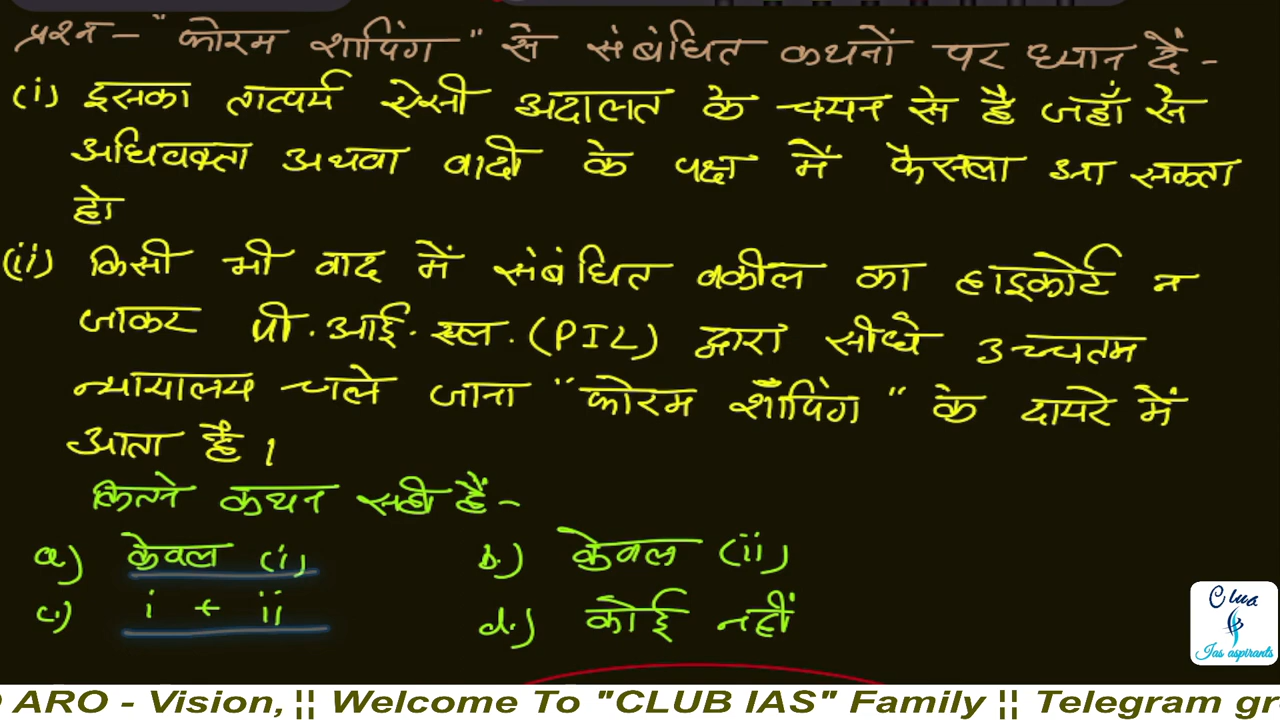 प्रश्न - "फोरम शापिंग" से संबंधित कथनों पर ध्यान दें -
(i) इसका तात्पर्य ऐसी अदालत के चयन से है जहाँ से
अधिवक्ता अथवा वादी के पक्ष में फैसला आ सकता
हो।
(ii) किसी भी वाद में संबंधित वकील का हाइकोर्ट न
जाकर पी.आई.एल.(PIL) द्वारा सीधे उच्चतम
न्यायालय चले जाना "फोरम शॉपिंग" के दायरे में
आता है।
कितने कथन सही हैं -
a) केवल (i) b.) केवल (ii)
c.) i + ii d.) कोई नहीं
Club
Ias aspirants
ARO - Vision, || Welcome To "CLUB IAS" Family || Telegram gr